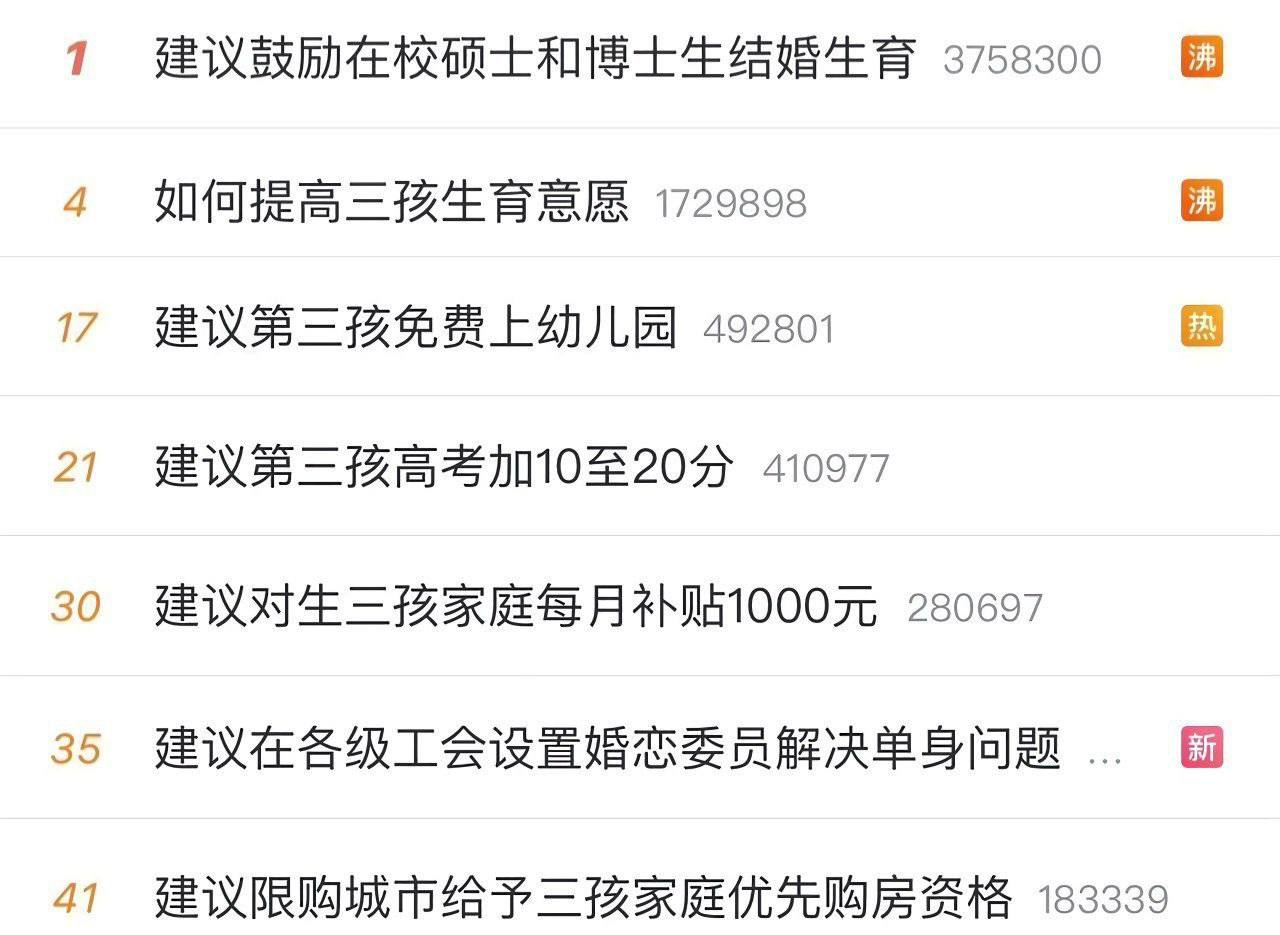 1 建议鼓励在校硕士和博士生结婚生育 3758300 沸
4 如何提高三孩生育意愿 1729898 沸
17 建议第三孩免费上幼儿园 492801 热
21 建议第三孩高考加10至20分 410977
30 建议对生三孩家庭每月补贴1000元 280697
35 建议在各级工会设置婚恋委员解决单身问题 ... 新
41 建议限购城市给予三孩家庭优先购房资格 183339